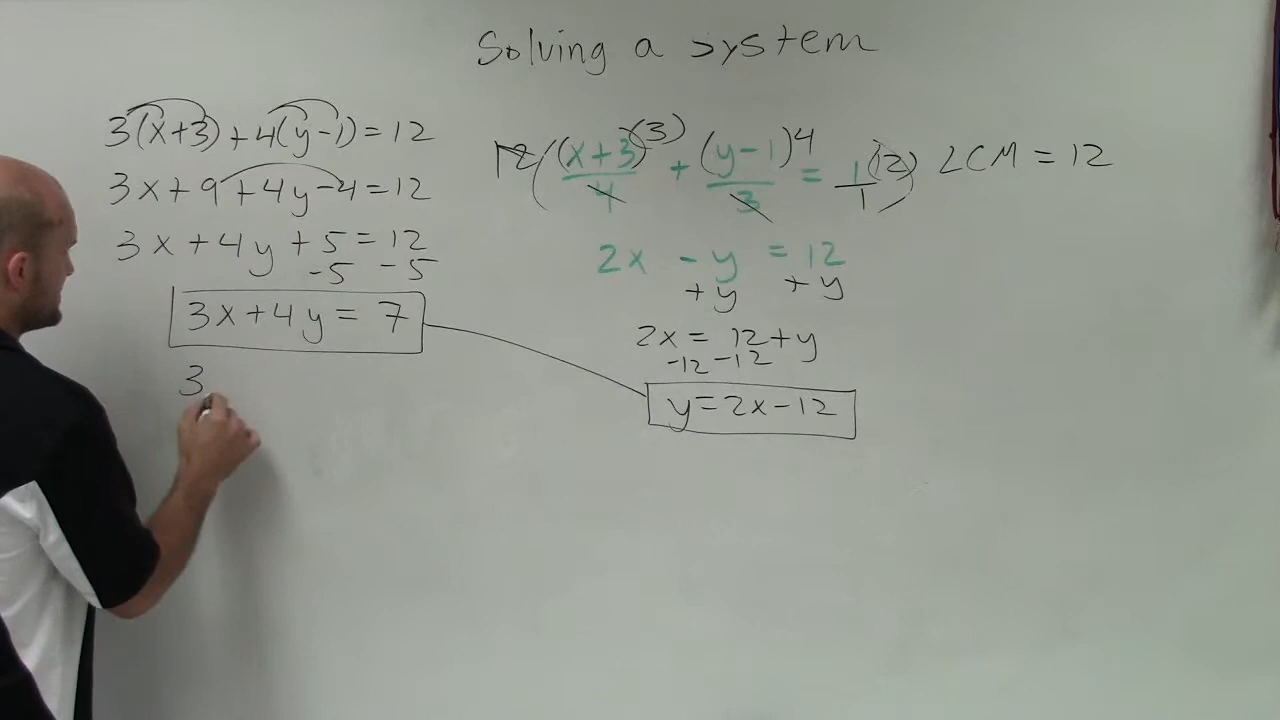 Solving a system
3(x+3)+4(y-1)=12
3x+9+4y-4=12
3x+4y+5=12
-5 -5
3x+4y=7
3
12((x+3)(3)/4 + (y-1)4/3 = 1/1(12)) LCM=12
2x -y =12
+y +y
2x=12+y
-12 -12
y=2x-12